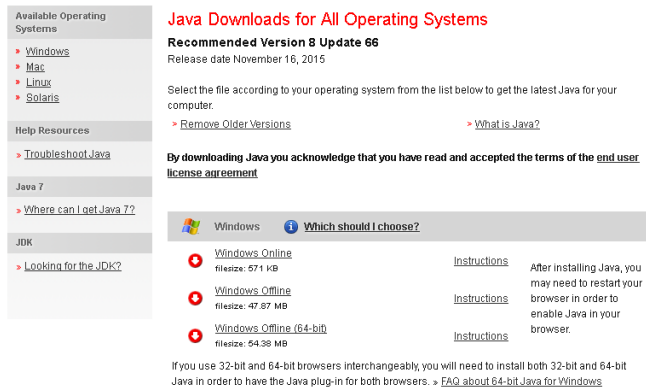 Available Operating
Systems
» Windows
» Mac
» Linux
» Solaris
Help Resources
» Troubleshoot Java
Java 7
» Where can I get Java 7?
JDK
» Looking for the JDK?
Java Downloads for All Operating Systems
Recommended Version 8 Update 66
Release date November 16, 2015
Select the file according to your operating system from the list below to get the latest Java for your
computer.
» Remove Older Versions
» What is Java?
By downloading Java you acknowledge that you have read and accepted the terms of the end user
license agreement
Windows i Which should I choose?
Windows Online
filesize: 571 KB
Instructions
Windows Offline
filesize: 47.87 MB
Instructions
Windows Offline (64-bit)
filesize: 54.38 MB
Instructions
After installing Java, you
may need to restart your
browser in order to
enable Java in your
browser.
If you use 32-bit and 64-bit browsers interchangeably, you will need to install both 32-bit and 64-bit
Java in order to have the Java plug-in for both browsers. » FAQ about 64-bit Java for Windows